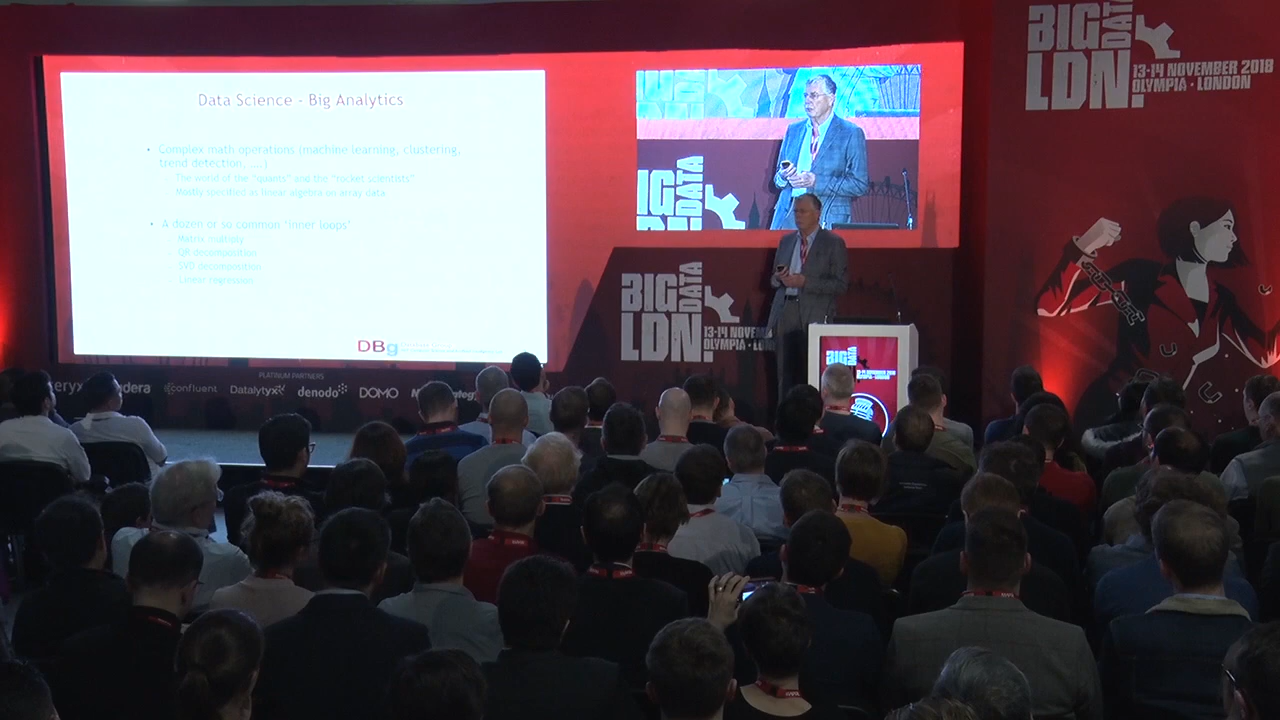 Data Science - Big Analytics
• Complex math operations (machine learning, clustering,
trend detection, ....)
The world of the "quants" and the "rocket scientists"
Mostly specified as linear algebra on array data
• A dozen or so common 'inner loops'
Matrix multiply
QR decomposition
SVD decomposition
Linear regression
DBg
BIG
DATA
LDN.
13-14 NOVEMBER 2018
OLYMPIA · LONDON
DATA
BIG
DATA
LDN.
13-14 NOVEMBER
OLYMPIA
PLATINUM PARTNERS
confluent
Datalytyx
denodo
DOMO
BIG
DATA